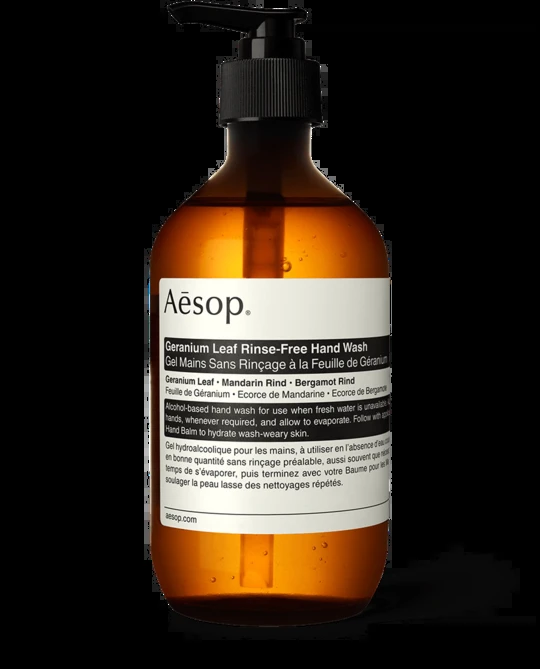 Aēsop®
Geranium Leaf Rinse-Free Hand Wash
Gel Mains Sans Rinçage à la Feuille de Géranium
Geranium Leaf • Mandarin Rind • Bergamot Rind
Feuille de Géranium • Ecorce de Mandarine • Ecorce de Bergamote
Alcohol-based hand wash for use when fresh water is
hands, whenever required, and allow to evaporate. Follow with
Hand Balm to hydrate wash-weary skin.
Gel hydroalcoolique pour les mains, à utiliser en l'absence d'eau
en bonne quantité sans rinçage préalable, aussi souvent que
temps de s'évaporer, puis terminez avec votre Baume pour les
soulager la peau lasse des nettoyages répétés.
aesop.com